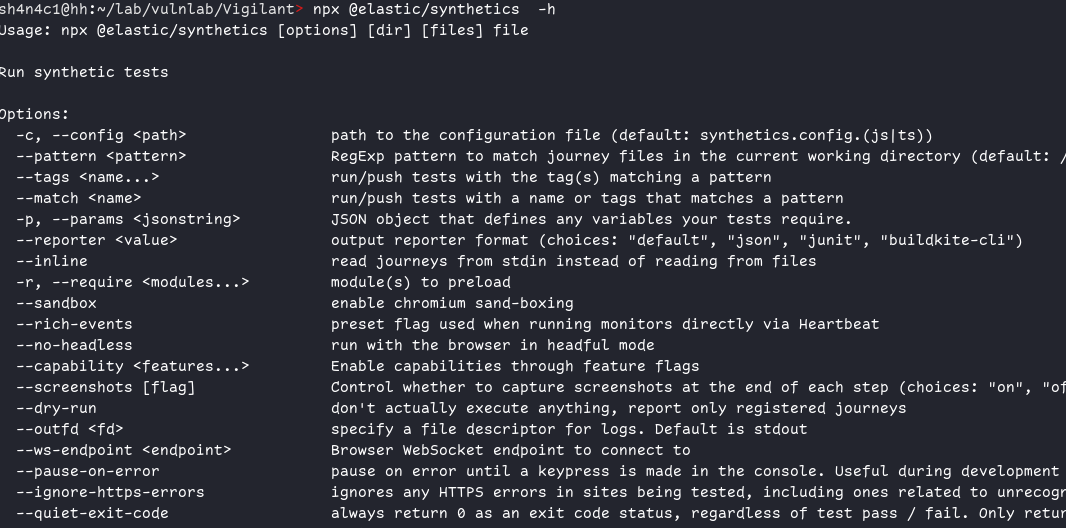 sh4n4c1@hh:~/lab/vulnlab/Vigilant> npx @elastic/synthetics  -h
Usage: npx @elastic/synthetics [options] [dir] [files] file

Run synthetic tests

Options:
  -c, --config <path>                path to the configuration file (default: synthetics.config.(js|ts))
  --pattern <pattern>                RegExp pattern to match journey files in the current working directory (default: /
  --tags <name...>                   run/push tests with the tag(s) matching a pattern
  --match <name>                     run/push tests with a name or tags that matches a pattern
  -p, --params <jsonstring>          JSON object that defines any variables your tests require.
  --reporter <value>                 output reporter format (choices: "default", "json", "junit", "buildkite-cli")
  --inline                           read journeys from stdin instead of reading from files
  -r, --require <modules...>         module(s) to preload
  --sandbox                          enable chromium sand-boxing
  --rich-events                      preset flag used when running monitors directly via Heartbeat
  --no-headless                      run with the browser in headful mode
  --capability <features...>         Enable capabilities through feature flags
  --screenshots [flag]               Control whether to capture screenshots at the end of each step (choices: "on", "of
  --dry-run                          don't actually execute anything, report only registered journeys
  --outfd <fd>                       specify a file descriptor for logs. Default is stdout
  --ws-endpoint <endpoint>           Browser WebSocket endpoint to connect to
  --pause-on-error                   pause on error until a keypress is made in the console. Useful during development
  --ignore-https-errors              ignores any HTTPS errors in sites being tested, including ones related to unrecogn
  --quiet-exit-code                  always return 0 as an exit code status, regardless of test pass / fail. Only retur